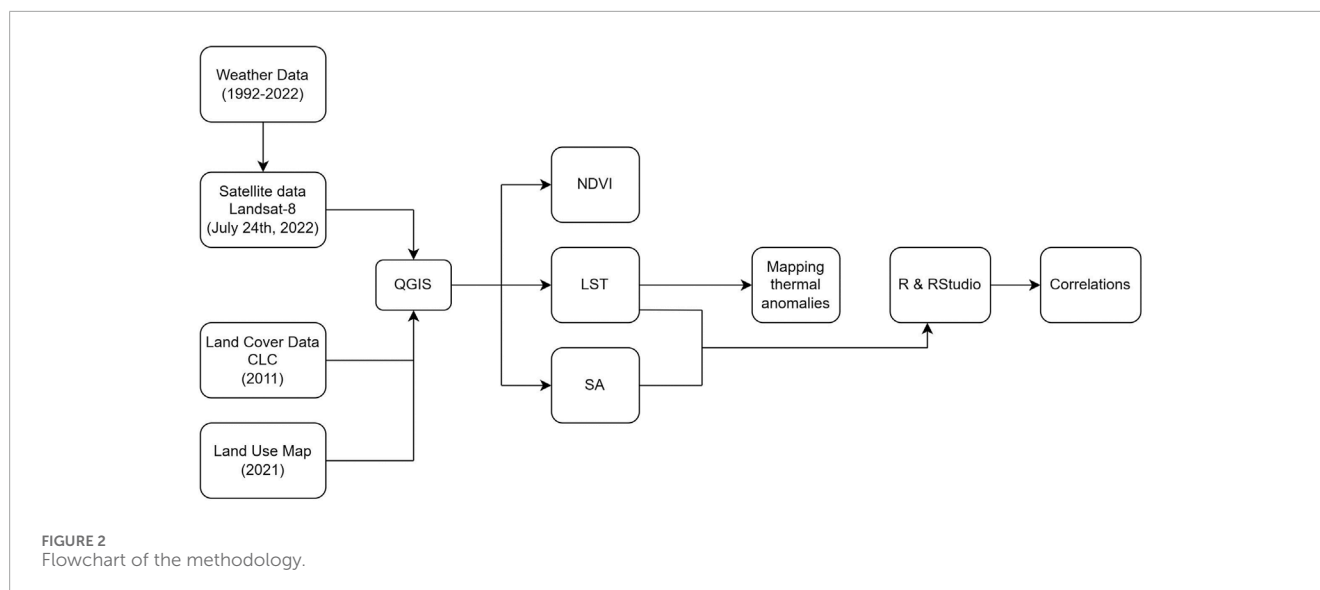 Weather Data
(1992-2022)
Satellite data
Landsat-8
(July 24th, 2022)
Land Cover Data
CLC
(2011)
Land Use Map
(2021)
QGIS
NDVI
LST
SA
Mapping
thermal
anomalies
R & RStudio
Correlations
FIGURE 2
Flowchart of the methodology.